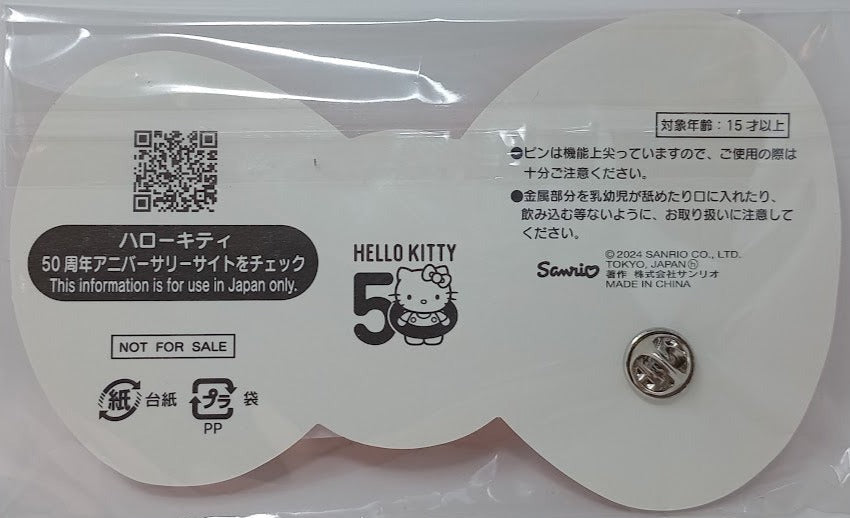 ハローキティ
50周年アニバーサリーサイトをチェック
This information is for use in Japan only.
NOT FOR SALE
紙 台紙 プラ 袋
PP
HELLO KITTY
50
対象年齢：15才以上
●ピンは機能上尖っていますので、ご使用の際は
十分ご注意ください。
●金属部分を乳幼児が舐めたり口に入れたり、
飲み込む等ないように、お取り扱いに注意して
ください。
Sanrio
©2024 SANRIO CO., LTD.
TOKYO, JAPAN ⓗ
著作 株式会社サンリオ
MADE IN CHINA